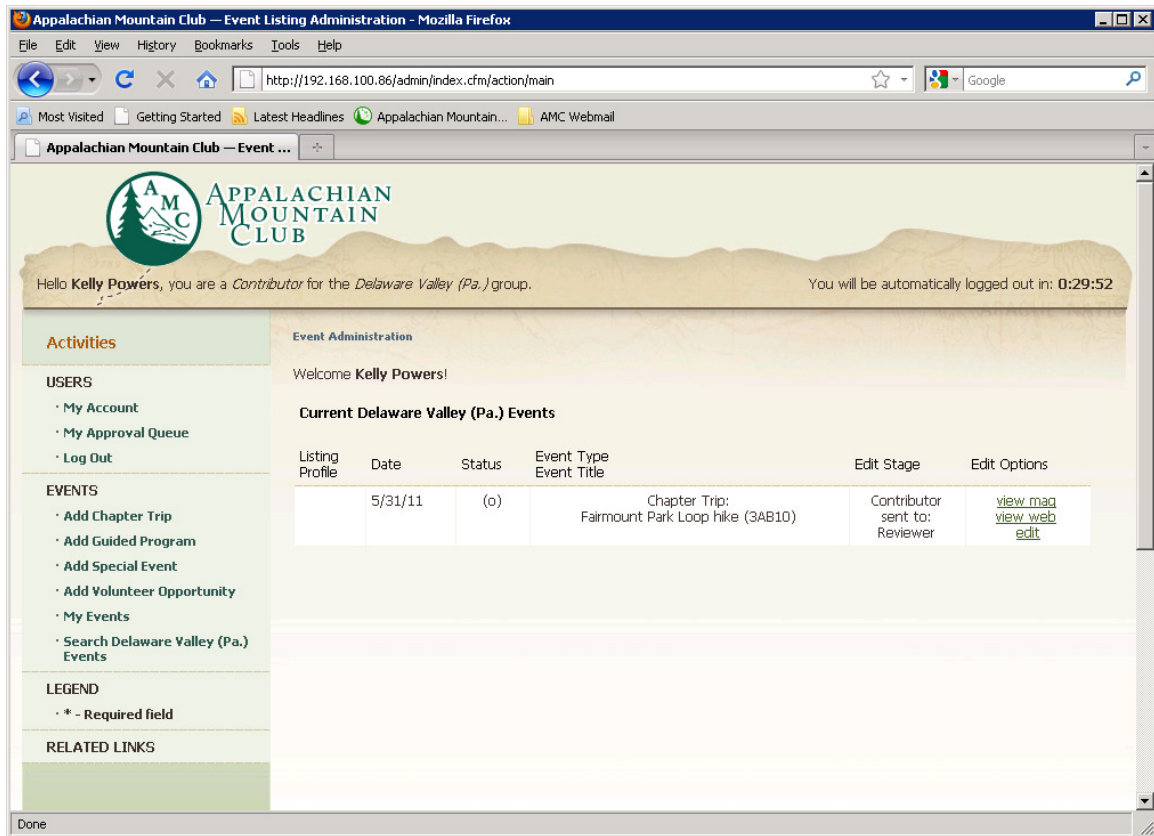 Appalachian Mountain Club — Event Listing Administration - Mozilla Firefox
File Edit View History Bookmarks Tools Help
http://192.168.100.86/admin/index.cfm/action/main
Google
Most Visited Getting Started Latest Headlines Appalachian Mountain... AMC Webmail
Appalachian Mountain Club — Event ...
AMC
APPALACHIAN
MOUNTAIN
CLUB
Hello Kelly Powers, you are a Contributor for the Delaware Valley (Pa.) group.
You will be automatically logged out in: 0:29:52
Activities
USERS
· My Account
· My Approval Queue
· Log Out
EVENTS
· Add Chapter Trip
· Add Guided Program
· Add Special Event
· Add Volunteer Opportunity
· My Events
· Search Delaware Valley (Pa.)
Events
LEGEND
· * - Required field
RELATED LINKS
Event Administration
Welcome Kelly Powers!
Current Delaware Valley (Pa.) Events
Listing
Profile
Date
Status
Event Type
Event Title
Edit Stage
Edit Options
5/31/11
(o)
Chapter Trip:
Fairmount Park Loop hike (3AB10)
Contributor
sent to:
Reviewer
view mag
view web
edit
Done